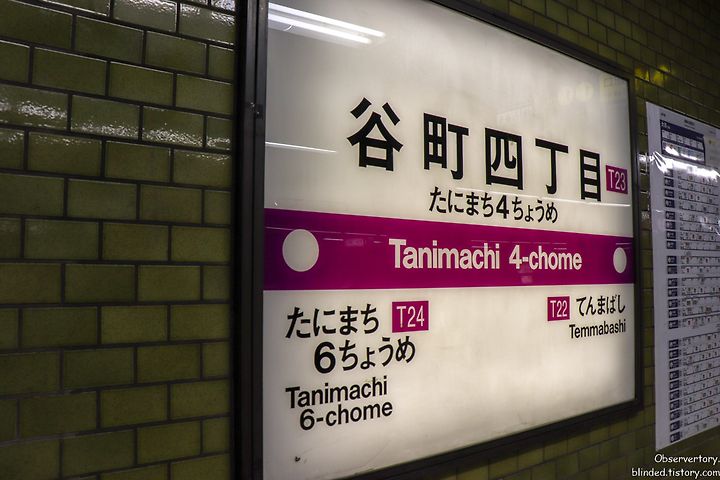 谷町四丁目 T23
たにまち4ちょうめ
Tanimachi 4-chome
たにまち T24
6ちょうめ
Tanimachi
6-chome
T22 てんまばし
Temmabashi
Observertory.
blinded.tistory.com